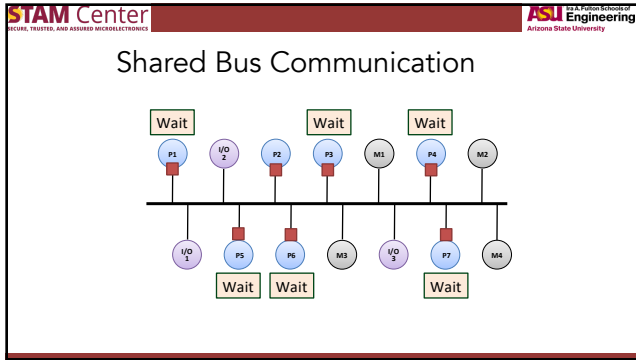 STAM Center
SECURE, TRUSTED, AND ASSURED MICROELECTRONICS
ASU Ira A. Fulton Schools of
Engineering
Arizona State University
Shared Bus Communication
Wait Wait Wait
P1 I/O 2 P2 P3 M1 P4 M2
I/O 1 P5 P6 M3 I/O 3 P7 M4
Wait Wait Wait